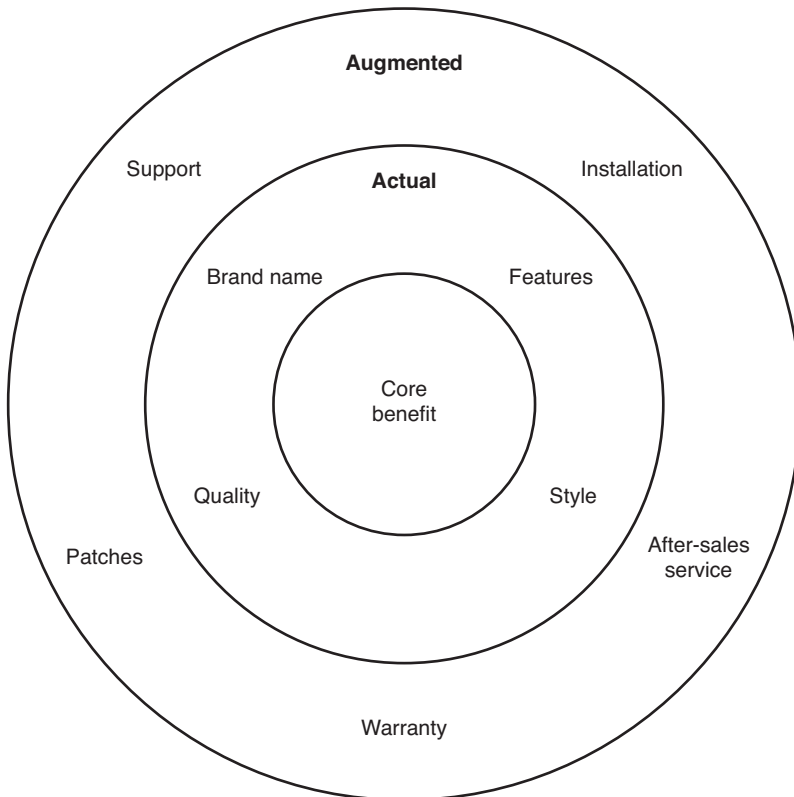 Augmented
Support
Installation
Actual
Brand name
Features
Core
benefit
Quality
Style
Patches
After-sales
service
Warranty